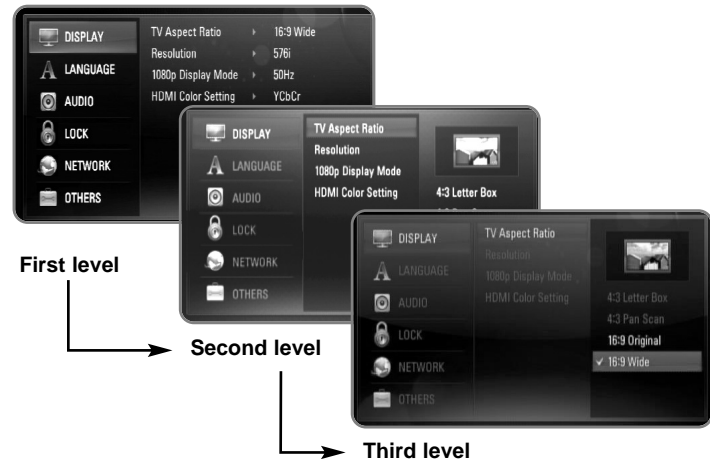 DISPLAY
LANGUAGE
AUDIO
LOCK
NETWORK
OTHERS
TV Aspect Ratio 16:9 Wide
Resolution 576i
1080p Display Mode 50Hz
HDMI Color Setting YCbCr
First level
DISPLAY
LANGUAGE
AUDIO
LOCK
NETWORK
OTHERS
TV Aspect Ratio
Resolution
1080p Display Mode
HDMI Color Setting
4:3 Letter Box
Second level
DISPLAY
LANGUAGE
AUDIO
LOCK
NETWORK
OTHERS
TV Aspect Ratio
Resolution
1080p Display Mode
HDMI Color Setting
4:3 Letter Box
4:3 Pan Scan
16:9 Original
✓ 16:9 Wide
Third level